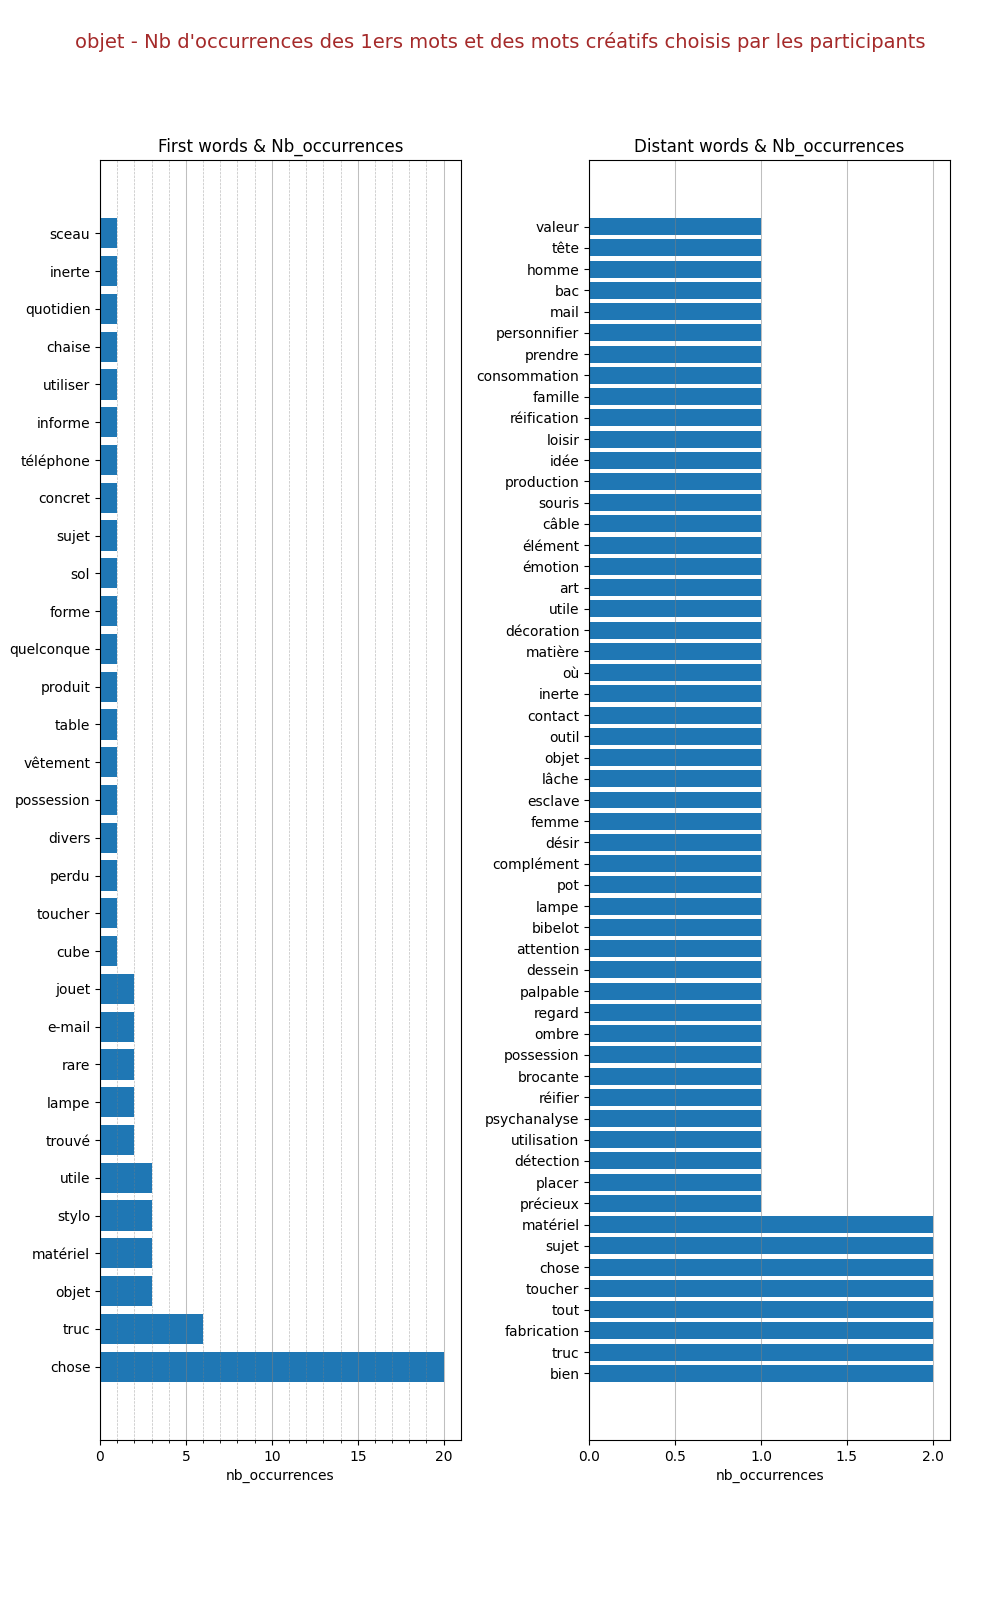 objet - Nb d'occurrences des 1ers mots et des mots créatifs choisis par les participants
First words & Nb_occurrences
sceau
inerte
quotidien
chaise
utiliser
informe
téléphone
concret
sujet
sol
forme
quelconque
produit
table
vêtement
possession
divers
perdu
toucher
cube
jouet
e-mail
rare
lampe
trouvé
utile
stylo
matériel
objet
truc
chose
0 5 10 15 20
nb_occurrences
Distant words & Nb_occurrences
valeur
tête
homme
bac
mail
personnifier
prendre
consommation
famille
réification
loisir
idée
production
souris
câble
élément
émotion
art
utile
décoration
matière
où
inerte
contact
outil
objet
lâche
esclave
femme
désir
complément
pot
lampe
bibelot
attention
dessein
palpable
regard
ombre
possession
brocante
réifier
psychanalyse
utilisation
détection
placer
précieux
matériel
sujet
chose
toucher
tout
fabrication
truc
bien
0.0 0.5 1.0 1.5 2.0
nb_occurrences